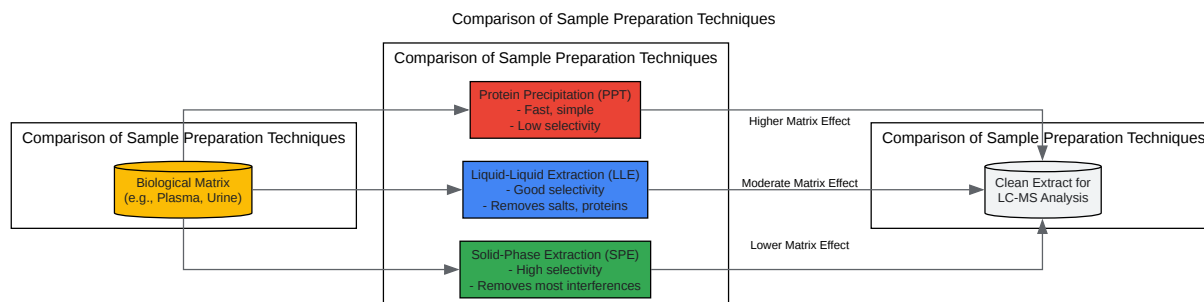 Comparison of Sample Preparation Techniques
Comparison of Sample Preparation Techniques
Protein Precipitation (PPT)
- Fast, simple
- Low selectivity
Higher Matrix Effect
Comparison of Sample Preparation Techniques
Biological Matrix
(e.g., Plasma, Urine)
Liquid-Liquid Extraction (LLE)
- Good selectivity
- Removes salts, proteins
Moderate Matrix Effect
Comparison of Sample Preparation Techniques
Clean Extract for
LC-MS Analysis
Solid-Phase Extraction (SPE)
- High selectivity
- Removes most interferences
Lower Matrix Effect